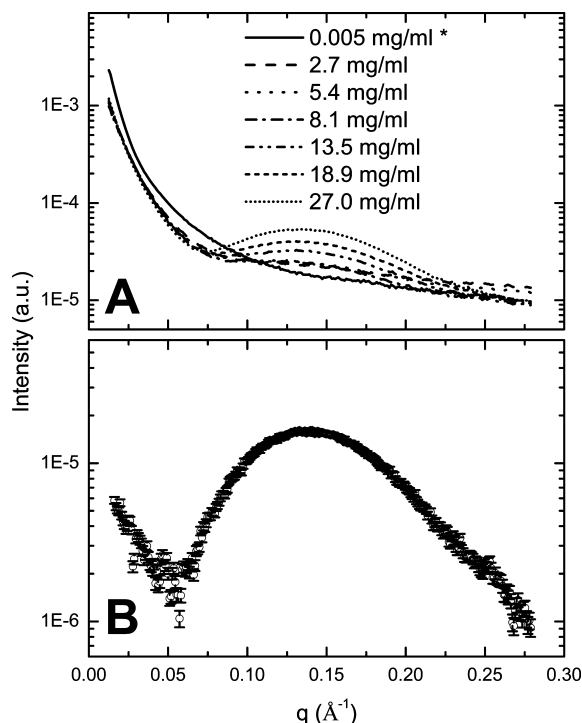 0.005 mg/ml *
2.7 mg/ml
5.4 mg/ml
8.1 mg/ml
13.5 mg/ml
18.9 mg/ml
27.0 mg/ml
1E-3
1E-4
1E-5
A
Intensity (a.u.)
1E-5
1E-6
B
0.00 0.05 0.10 0.15 0.20 0.25 0.30
q (Å⁻¹)